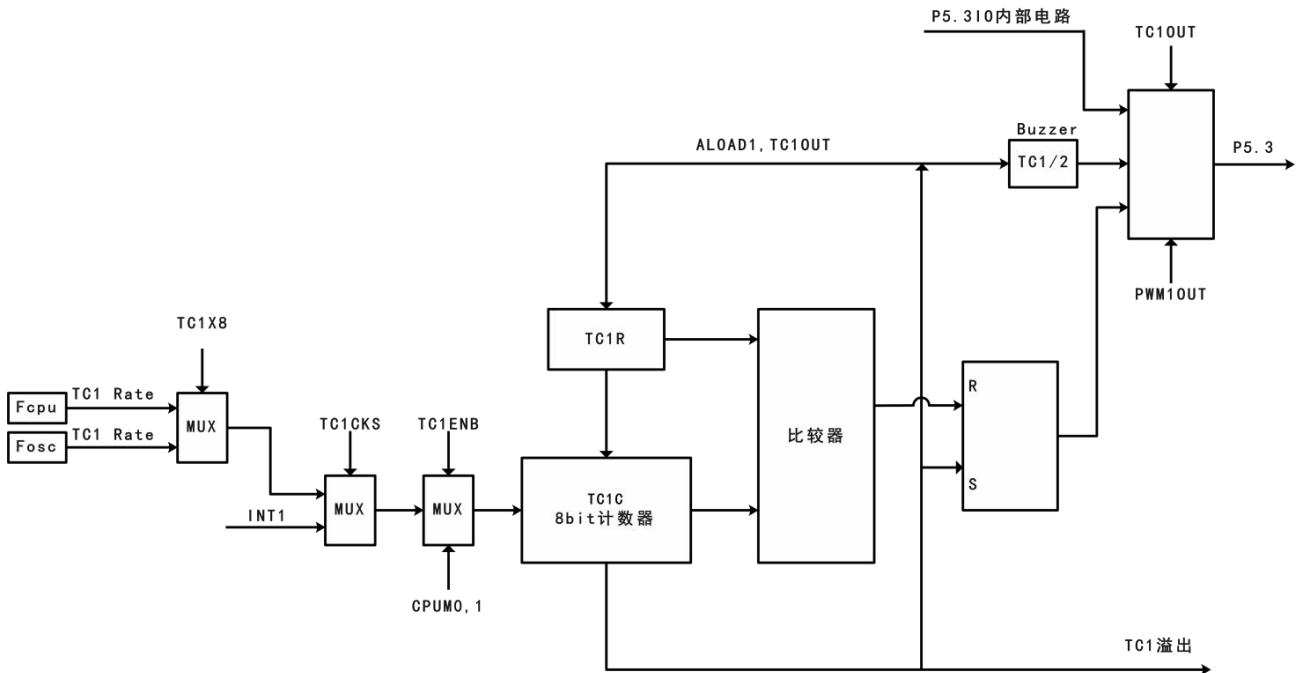 P5.3IO内部电路
TC1OUT
Buzzer
ALOAD1,TC1OUT
TC1/2
P5.3
PWM1OUT
TC1X8
TC1R
Fcpu
TC1 Rate
MUX
Fosc
TC1 Rate
R
比较器
TC1CKS
TC1ENB
S
TC1C
8bit计数器
MUX
MUX
INT1
CPUM0,1
TC1溢出